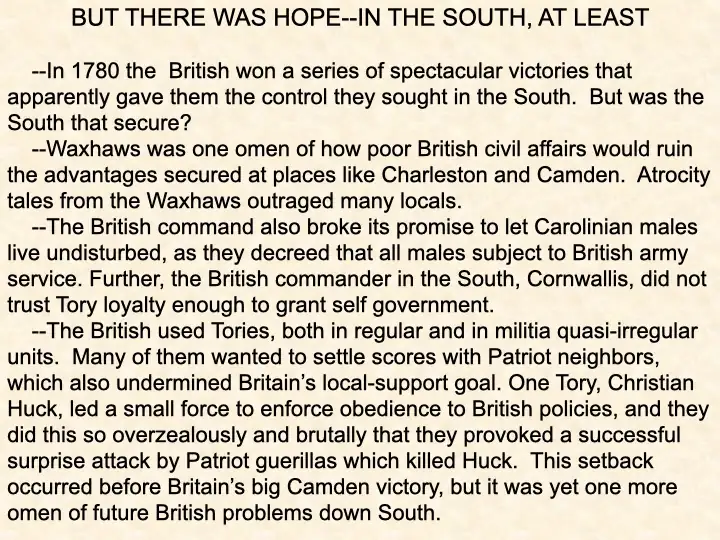 BUT THERE WAS HOPE--IN THE SOUTH, AT LEAST
--In 1780 the  British won a series of spectacular victories that
apparently gave them the control they sought in the South.  But was the
South that secure?
--Waxhaws was one omen of how poor British civil affairs would ruin
the advantages secured at places like Charleston and Camden.  Atrocity
tales from the Waxhaws outraged many locals.
--The British command also broke its promise to let Carolinian males
live undisturbed, as they decreed that all males subject to British army
service. Further, the British commander in the South, Cornwallis, did not
trust Tory loyalty enough to grant self government.
--The British used Tories, both in regular and in militia quasi-irregular
units.  Many of them wanted to settle scores with Patriot neighbors,
which also undermined Britain’s local-support goal. One Tory, Christian
Huck, led a small force to enforce obedience to British policies, and they
did this so overzealously and brutally that they provoked a successful
surprise attack by Patriot guerillas which killed Huck.  This setback
occurred before Britain’s big Camden victory, but it was yet one more
omen of future British problems down South.